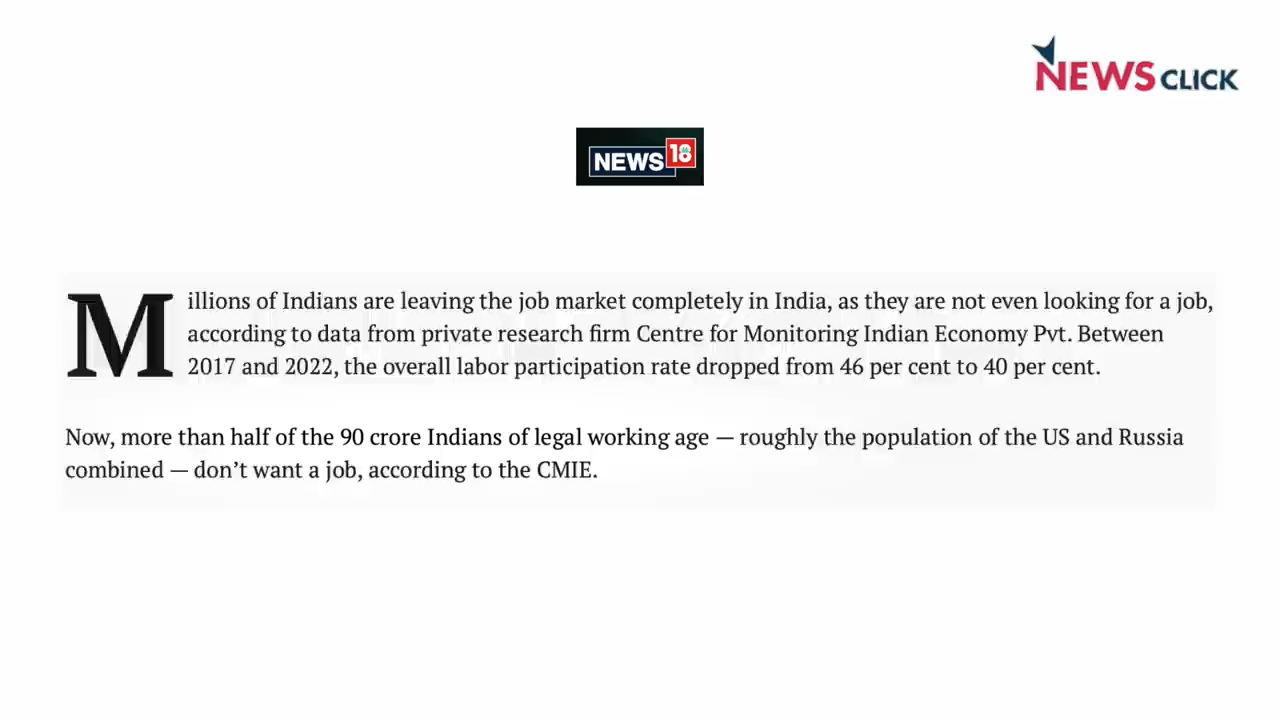 NEWS CLICK
NEWS 18
Millions of Indians are leaving the job market completely in India, as they are not even looking for a job,
according to data from private research firm Centre for Monitoring Indian Economy Pvt. Between
2017 and 2022, the overall labor participation rate dropped from 46 per cent to 40 per cent.
Now, more than half of the 90 crore Indians of legal working age — roughly the population of the US and Russia
combined — don’t want a job, according to the CMIE.